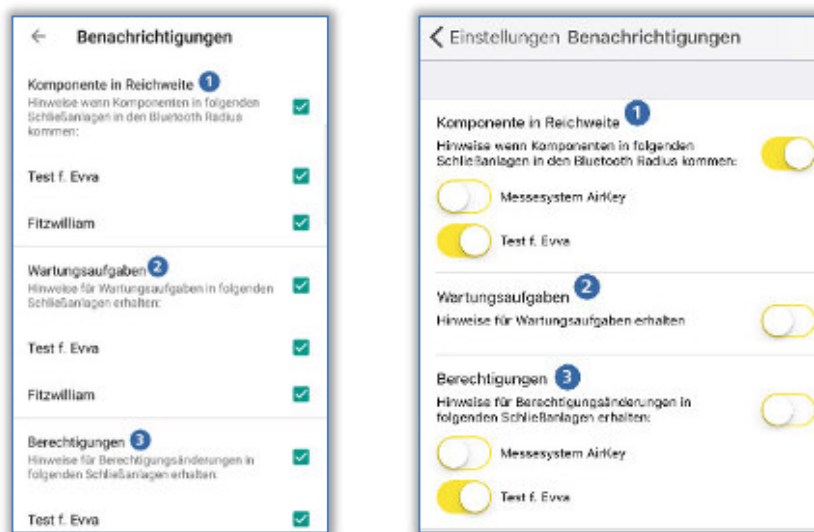 Benachrichtigungen
Komponente in Reichweite 1
Hinweise wenn Komponenten in folgenden
Schließanlagen in den Bluetooth Radius
kommen:
Test f. Evva
Fitzwilliam
Wartungsaufgaben 2
Hinweise für Wartungsaufgaben in folgenden
Schließanlagen erhalten:
Test f. Evva
Fitzwilliam
Berechtigungen 3
Hinweise für Berechtigungsänderungen in
folgenden Schließanlagen erhalten:
Test f. Evva
Einstellungen Benachrichtigungen
Komponente in Reichweite 1
Hinweise wenn Komponenten in folgenden
Schließanlagen in den Bluetooth Radius kommen:
Messesystem AirKey
Test f. Evva
Wartungsaufgaben 2
Hinweise für Wartungsaufgaben erhalten
Berechtigungen 3
Hinweise für Berechtigungsänderungen in
folgenden Schließanlagen erhalten:
Messesystem AirKey
Test f. Evva